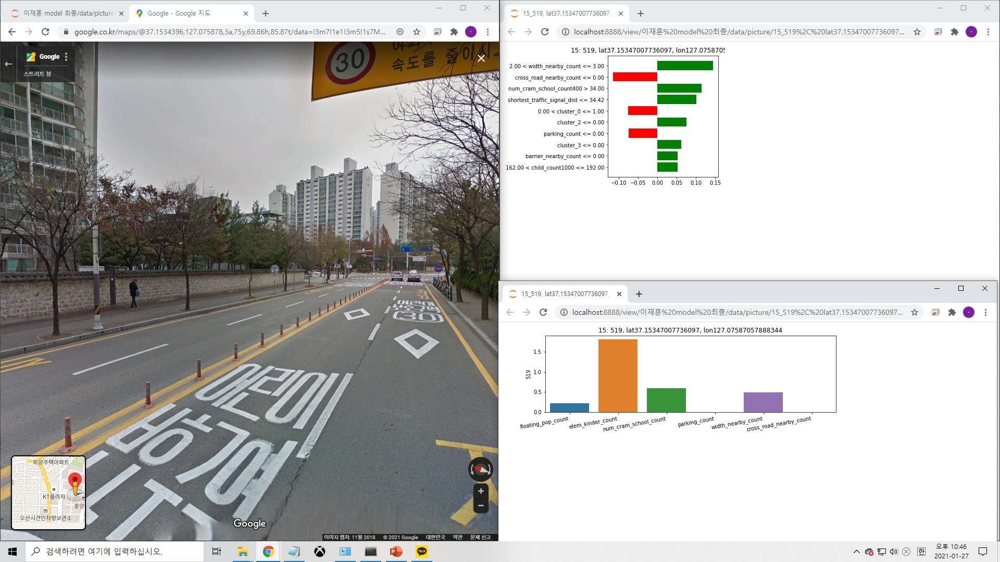 이재훈 model 최종/data/picture
Google - Google 지도
google.co.kr/maps/@37.1534396,127.075878,3a,75y,69.86h,85.87t/data=!3m7!1e1!3m5!1s7M...
30
속도를 줄이시
Google
스트리트 뷰
어린이
보호구역
30
어린이
보호구역
희망주택아파트
KT플라자
중앙
오산시견인차량보관소
Google
©2019 Google
이미지 캡처: 11월 2018 © 2021 Google 대한민국 약관 문제 신고
15_519, lat37.15347007736097,
localhost:8888/view/이재훈%20model%20최종/data/picture/15_519%2C%20lat37.15347007736097...
15: 519, lat37.15347007736097, lon127.0758705
2.00 < width_nearby_count <= 3.00
cross_road_nearby_count <= 0.00
num_cram_school_count400 > 34.00
shortest_traffic_signal_dist <= 34.42
0.00 < cluster_0 <= 1.00
cluster_2 <= 0.00
parking_count <= 0.00
cluster_3 <= 0.00
barrier_nearby_count <= 0.00
162.00 < child_count1000 <= 192.00
−0.10 −0.05 0.00 0.05 0.10 0.15
15_519, lat37.15347007736097,
localhost:8888/view/이재훈%20model%20최종/data/picture/15_519%2C%20lat37.15347007736097...
15: 519, lat37.15347007736097, lon127.07587057888344
519
1.5
1.0
0.5
0.0
floating_pop_count
elem_kinder_count
num_cram_school_count
parking_count
width_nearby_count
cross_road_nearby_count
검색하려면 여기에 입력하십시오.
TALK
한
오후 10:46
2021-01-27